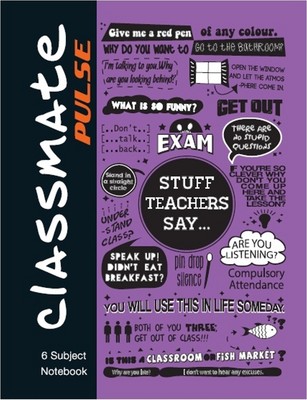 classmate
PULSE
6 Subject
Notebook
Give me a red pen of any colour.
WHY DO YOU WANT TO GO TO THE BATHROOM?
I'm talking to you. Why
are you looking behind?
OPEN THE WINDOW
AND LET THE ATMOS
THERE COME IN.
WHAT IS SO FUNNY?
GET OUT
[..Don't..]
[...talk...]
[...back..]
EXAM
THERE ARE
NO STUPID
QUESTIONS
Stand in
a straight
circle
STUFF
TEACHERS
SAY...
IF YOU'RE SO
CLEVER WHY
DON'T YOU
COME UP
HERE AND
TAKE THE
LESSON?
UNDER
-STAND
CLASS?
ARE YOU
LISTENING?
SPEAK UP!
DIDN'T EAT
BREAKFAST?
pin drop
silence
Compulsory
Attendance
YOU WILL USE THIS IN LIFE SOMEDAY.
BOTH OF YOU THREE,
GET OUT OF CLASS!!!
IS THIS A CLASSROOM OR FISH MARKET?
Why are you late?
I don't want to hear any excuses.